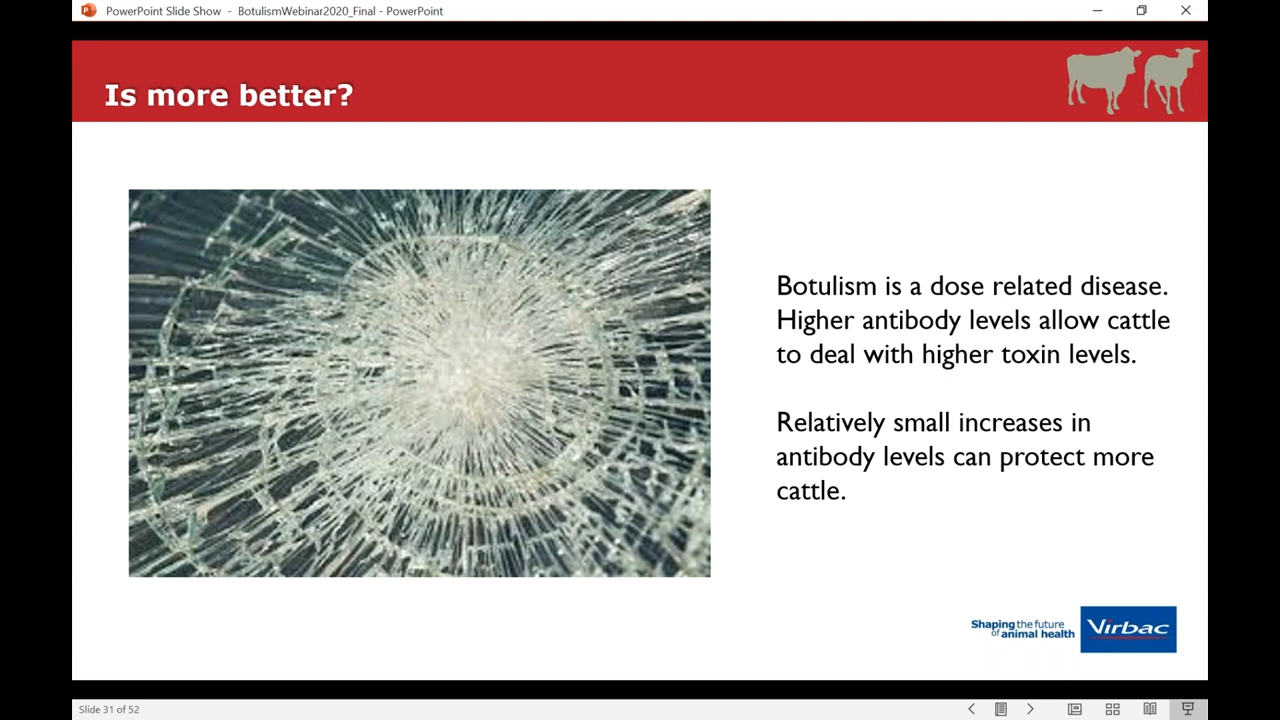 PowerPoint Slide Show - BotulismWebinar2020_Final - PowerPoint
Is more better?
Botulism is a dose related disease.
Higher antibody levels allow cattle
to deal with higher toxin levels.
Relatively small increases in
antibody levels can protect more
cattle.
Shaping the future
of animal health
Virbac
Slide 31 of 52